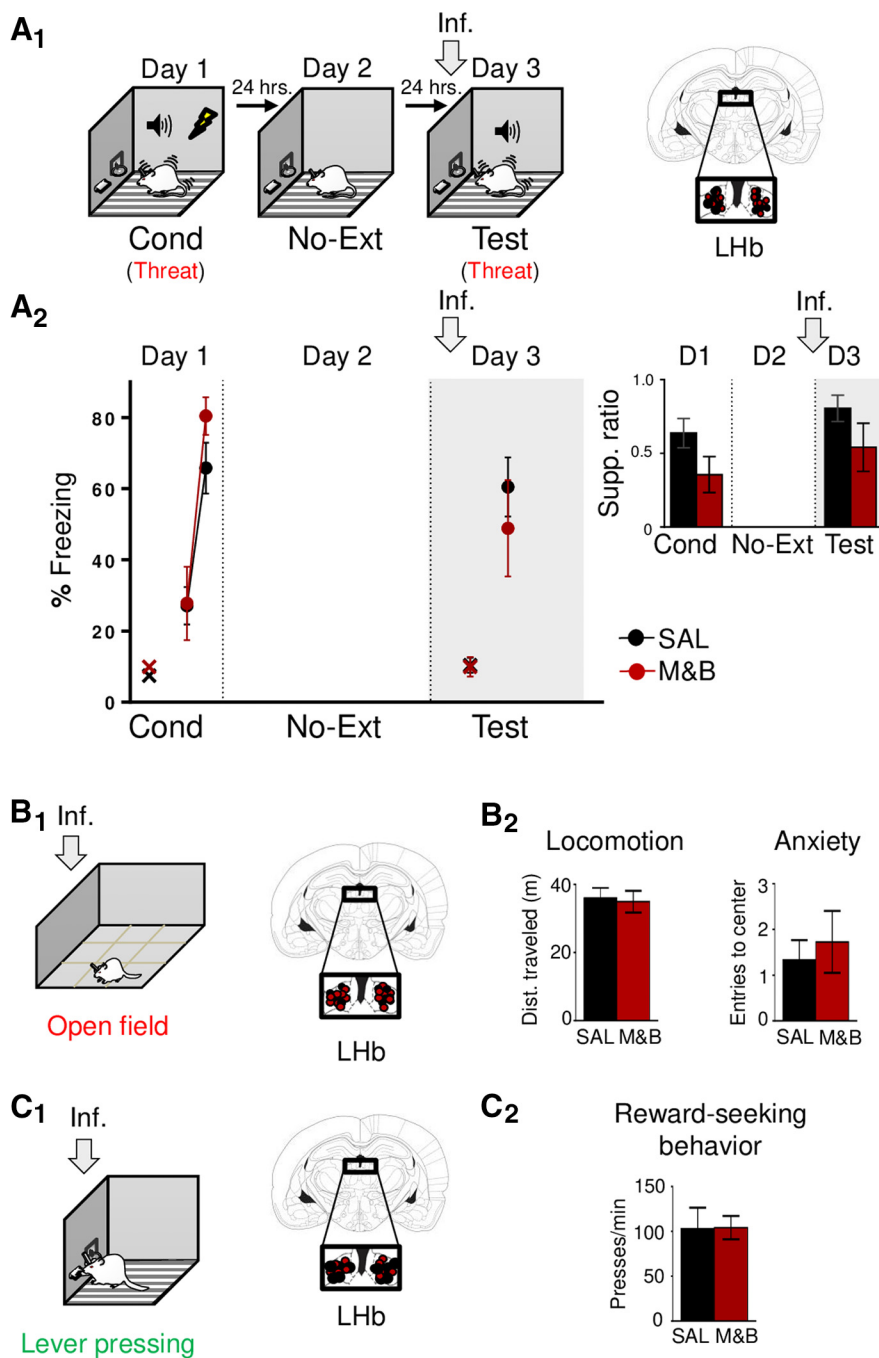 A1
Inf.
Day 1
24 hrs.
Day 2
24 hrs.
Day 3
Cond
(Threat)
No-Ext
Test
(Threat)
LHb
A2
Inf.
Day 1
Day 2
Day 3
% Freezing
80
60
40
20
0
Cond
No-Ext
Test
Inf.
D1
D2
D3
Supp. ratio
1.0
0.5
0
Cond
No-Ext
Test
SAL
M&B
B1
Inf.
Open field
LHb
B2
Locomotion
Dist. traveled (m)
40
20
0
SAL M&B
Anxiety
Entries to center
3
2
1
0
SAL M&B
C1
Inf.
Lever pressing
LHb
C2
Reward-seeking
behavior
Presses/min
150
100
50
0
SAL M&B